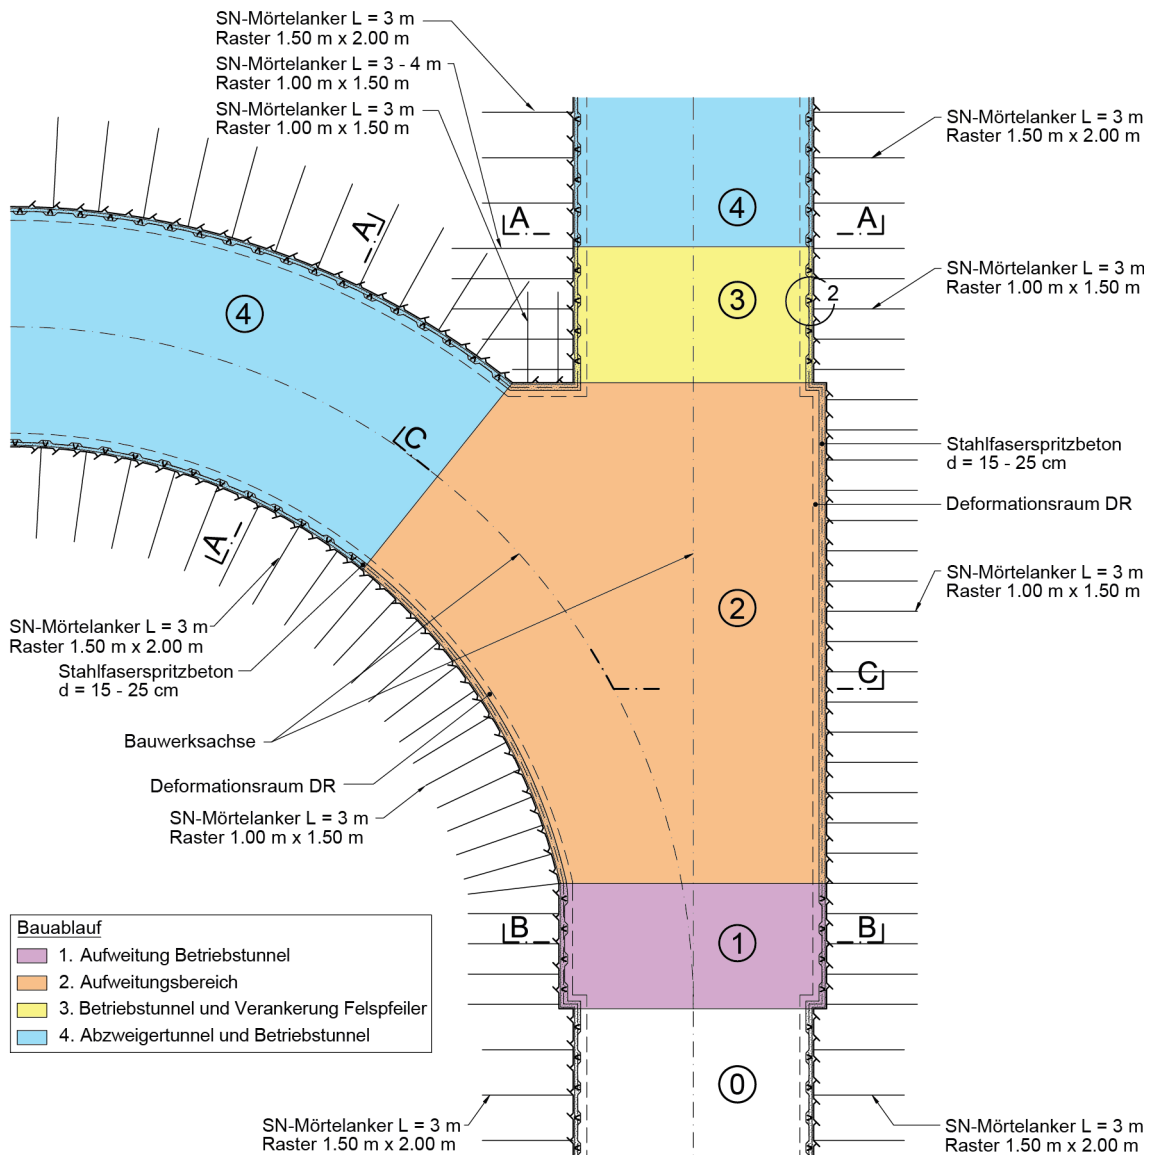 SN-Mörtelanker L = 3 m
Raster 1.50 m x 2.00 m
SN-Mörtelanker L = 3 - 4 m
Raster 1.00 m x 1.50 m
SN-Mörtelanker L = 3 m
Raster 1.00 m x 1.50 m
SN-Mörtelanker L = 3 m
Raster 1.50 m x 2.00 m
A
A
4
A
SN-Mörtelanker L = 3 m
Raster 1.00 m x 1.50 m
3
2
4
C
Stahlfaserspritzbeton
d = 15 - 25 cm
Deformationsraum DR
A
SN-Mörtelanker L = 3 m
Raster 1.00 m x 1.50 m
2
SN-Mörtelanker L = 3 m
Raster 1.50 m x 2.00 m
Stahlfaserspritzbeton
d = 15 - 25 cm
C
Bauwerksachse
Deformationsraum DR
SN-Mörtelanker L = 3 m
Raster 1.00 m x 1.50 m
B
1
B
Bauablauf
1. Aufweitung Betriebstunnel
2. Aufweitungsbereich
3. Betriebstunnel und Verankerung Felspfeiler
4. Abzweigertunnel und Betriebstunnel
0
SN-Mörtelanker L = 3 m
Raster 1.50 m x 2.00 m
SN-Mörtelanker L = 3 m
Raster 1.50 m x 2.00 m